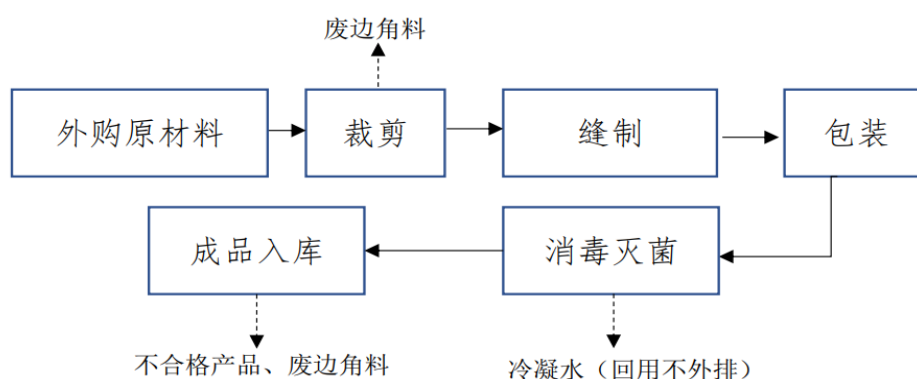 废边角料
外购原材料
裁剪
缝制
包装
成品入库
消毒灭菌
不合格产品、废边角料
冷凝水（回用不外排）